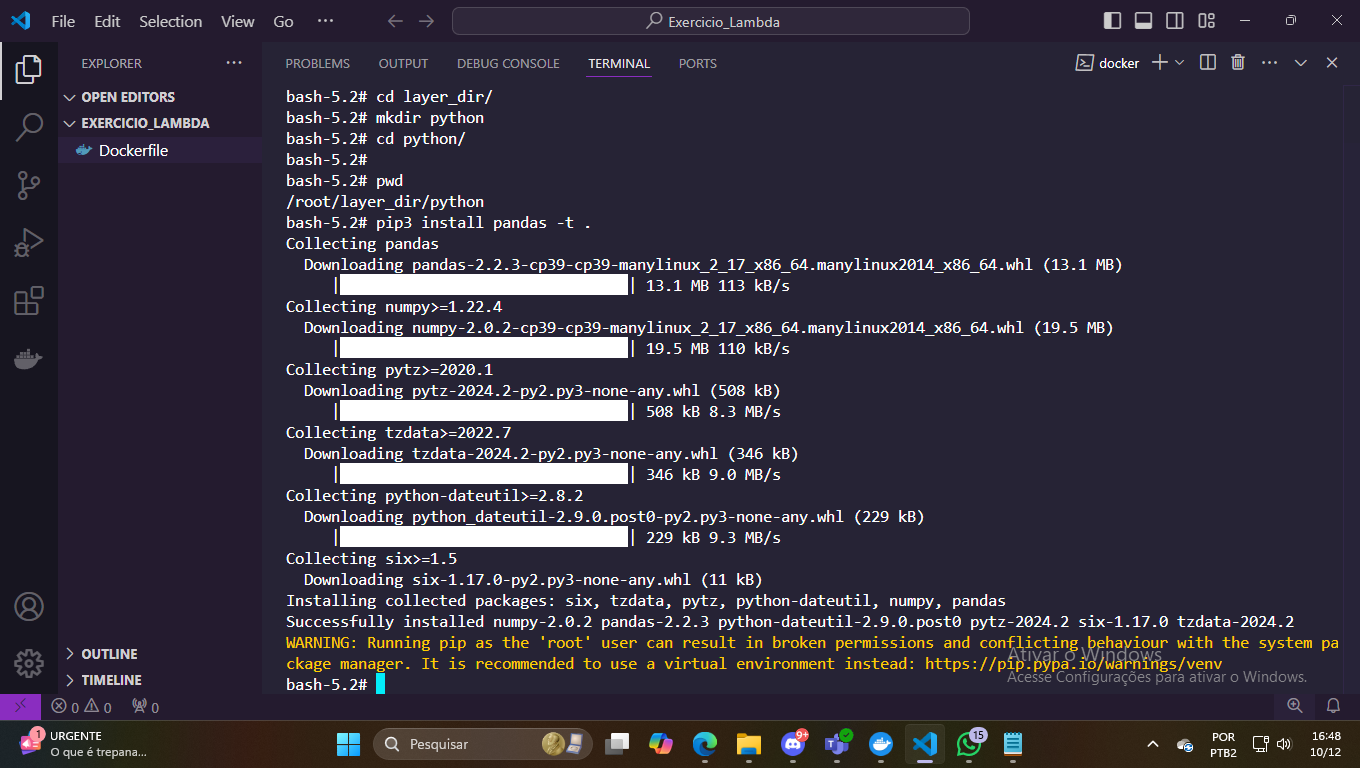 File Edit Selection View Go ...
Exercicio_Lambda
EXPLORER ...
OPEN EDITORS
EXERCICIO_LAMBDA
Dockerfile
OUTLINE
TIMELINE
PROBLEMS OUTPUT DEBUG CONSOLE TERMINAL PORTS
docker
bash-5.2# cd layer_dir/
bash-5.2# mkdir python
bash-5.2# cd python/
bash-5.2#
bash-5.2# pwd
/root/layer_dir/python
bash-5.2# pip3 install pandas -t .
Collecting pandas
Downloading pandas-2.2.3-cp39-cp39-manylinux_2_17_x86_64.manylinux2014_x86_64.whl (13.1 MB)
| | 13.1 MB 113 kB/s
Collecting numpy>=1.22.4
Downloading numpy-2.0.2-cp39-cp39-manylinux_2_17_x86_64.manylinux2014_x86_64.whl (19.5 MB)
| | 19.5 MB 110 kB/s
Collecting pytz>=2020.1
Downloading pytz-2024.2-py2.py3-none-any.whl (508 kB)
| | 508 kB 8.3 MB/s
Collecting tzdata>=2022.7
Downloading tzdata-2024.2-py2.py3-none-any.whl (346 kB)
| | 346 kB 9.0 MB/s
Collecting python-dateutil>=2.8.2
Downloading python_dateutil-2.9.0.post0-py2.py3-none-any.whl (229 kB)
| | 229 kB 9.3 MB/s
Collecting six>=1.5
Downloading six-1.17.0-py2.py3-none-any.whl (11 kB)
Installing collected packages: six, tzdata, pytz, python-dateutil, numpy, pandas
Successfully installed numpy-2.0.2 pandas-2.2.3 python-dateutil-2.9.0.post0 pytz-2024.2 six-1.17.0 tzdata-2024.2
WARNING: Running pip as the 'root' user can result in broken permissions and conflicting behaviour with the system pa
ckage manager. It is recommended to use a virtual environment instead: https://pip.pypa.io/warnings/venv
bash-5.2#
Ativar o Windows
Acesse Configurações para ativar o Windows.
0 0 0
1
URGENTE
O que é trepana...
Pesquisar
9+
15
POR
PTB2
16:48
10/12